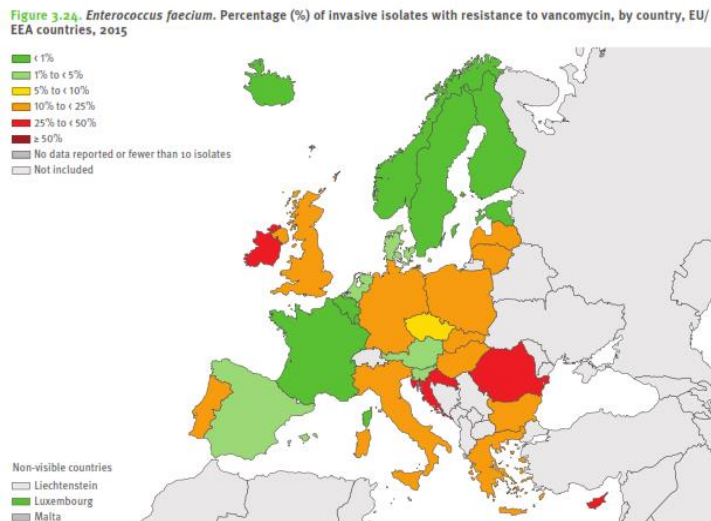 Figure 3.24. Enterococcus faecium. Percentage (%) of invasive isolates with resistance to vancomycin, by country, EU/
EEA countries, 2015
< 1%
1% to < 5%
5% to < 10%
10% to < 25%
25% to < 50%
≥ 50%
No data reported or fewer than 10 isolates
Not included
Non-visible countries
Liechtenstein
Luxembourg
Malta